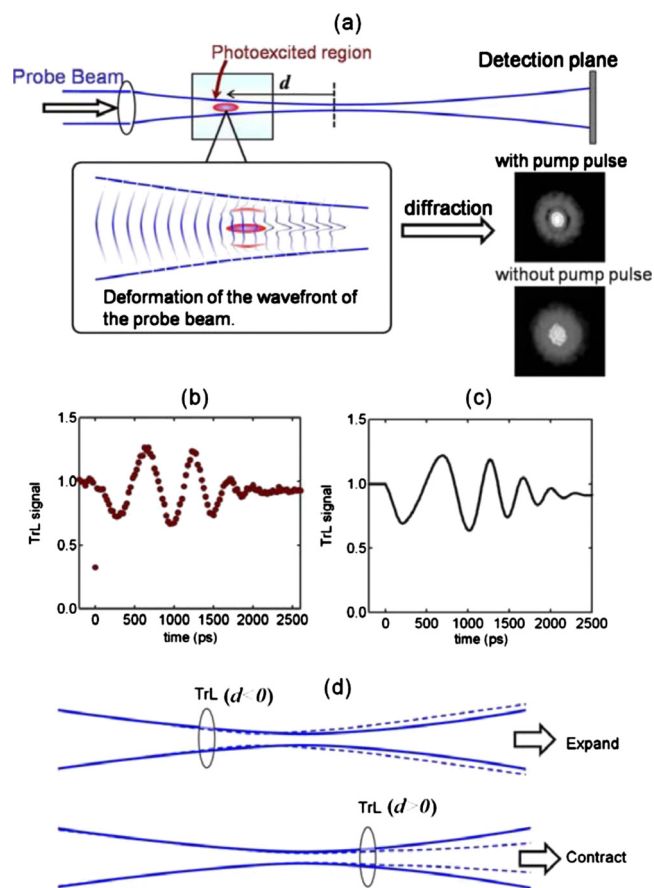 (a)
Photoexcited region
Probe Beam
d
Detection plane
with pump pulse
diffraction
without pump pulse
Deformation of the wavefront of
the probe beam.
(b)
1.5
1.0
0.5
0.0
TrL signal
0 500 1000 1500 2000 2500
time (ps)
(c)
1.5
1.0
0.5
0.0
TrL signal
0 500 1000 1500 2000 2500
time (ps)
(d)
TrL (d<0)
Expand
TrL (d>0)
Contract